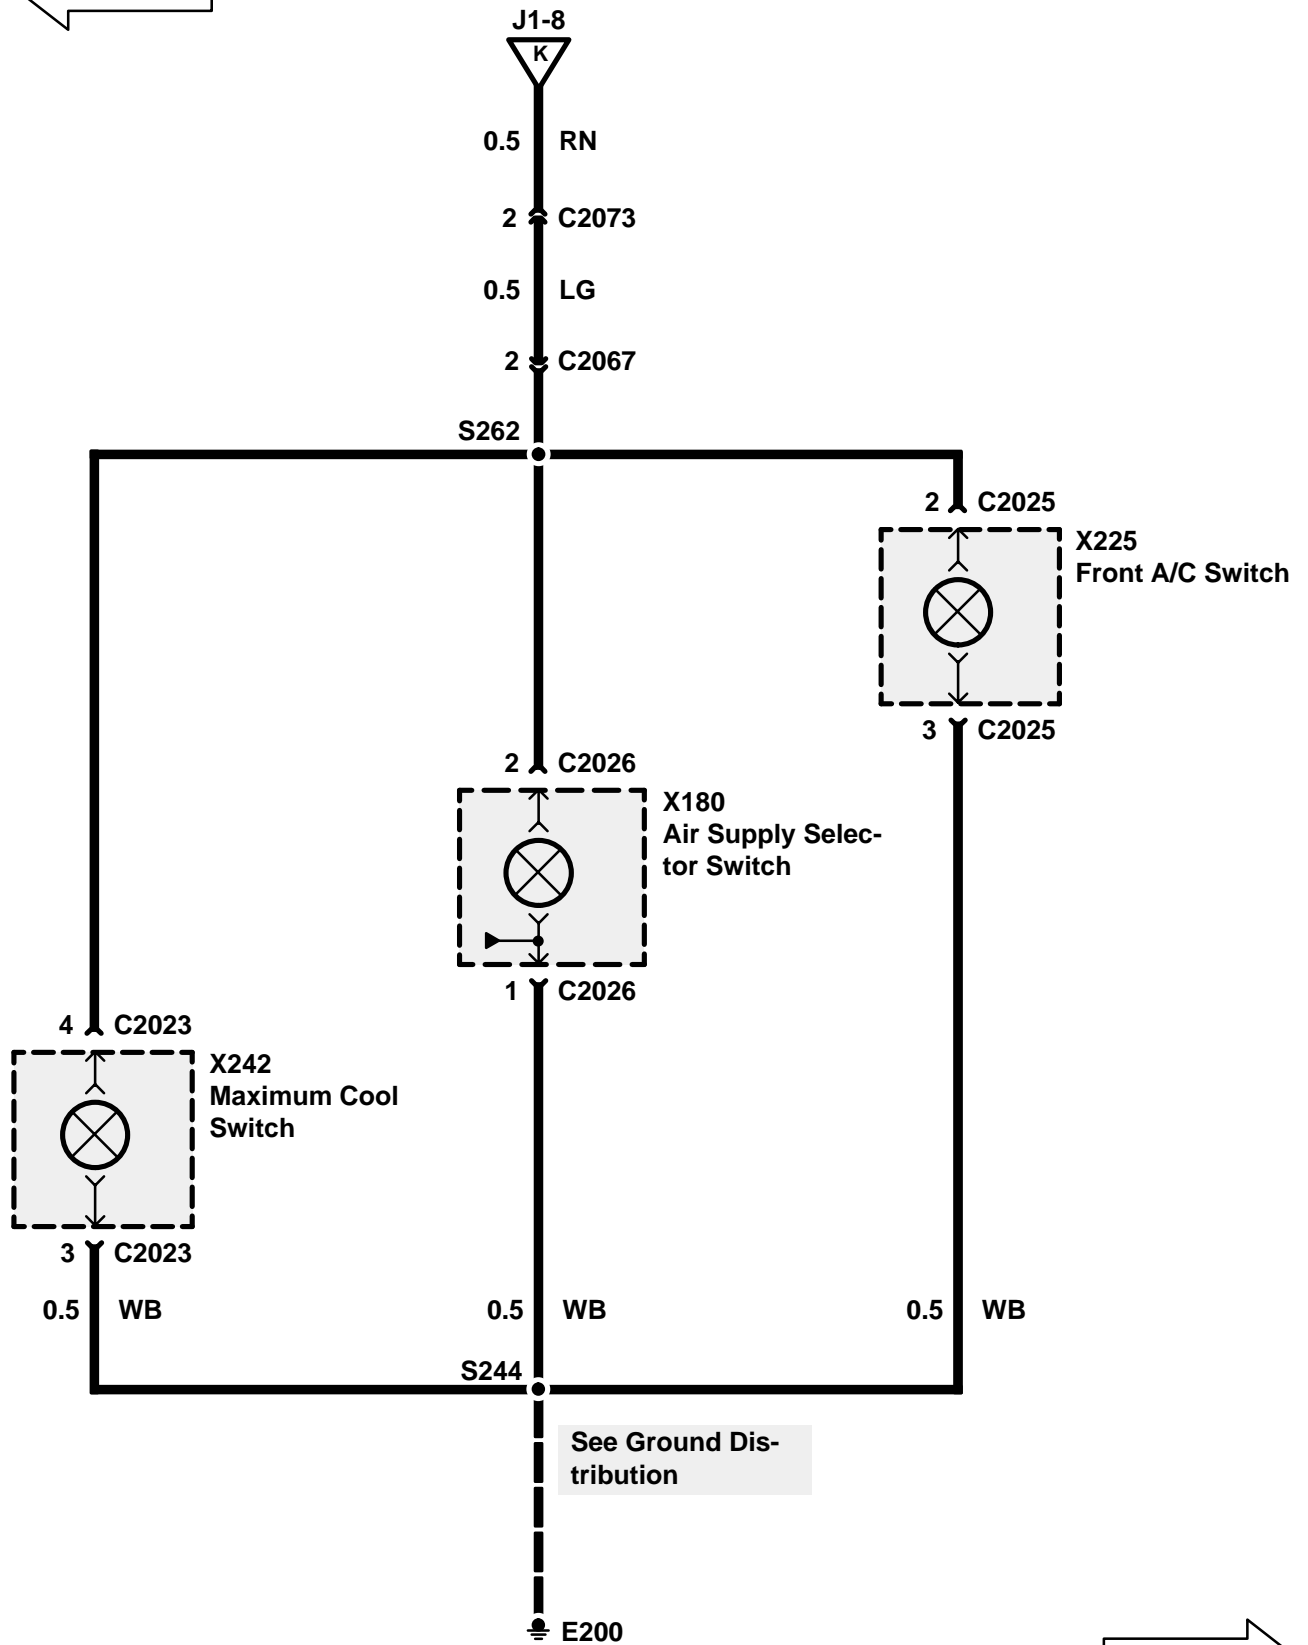 J1-8
K
0.5 RN
2 C2073
0.5 LG
2 C2067
S262
2 C2025
X225
Front A/C Switch
3 C2025
2 C2026
X180
Air Supply Selec-
tor Switch
1 C2026
4 C2023
X242
Maximum Cool
Switch
3 C2023
0.5 WB
0.5 WB
0.5 WB
S244
See Ground Dis-
tribution
E200